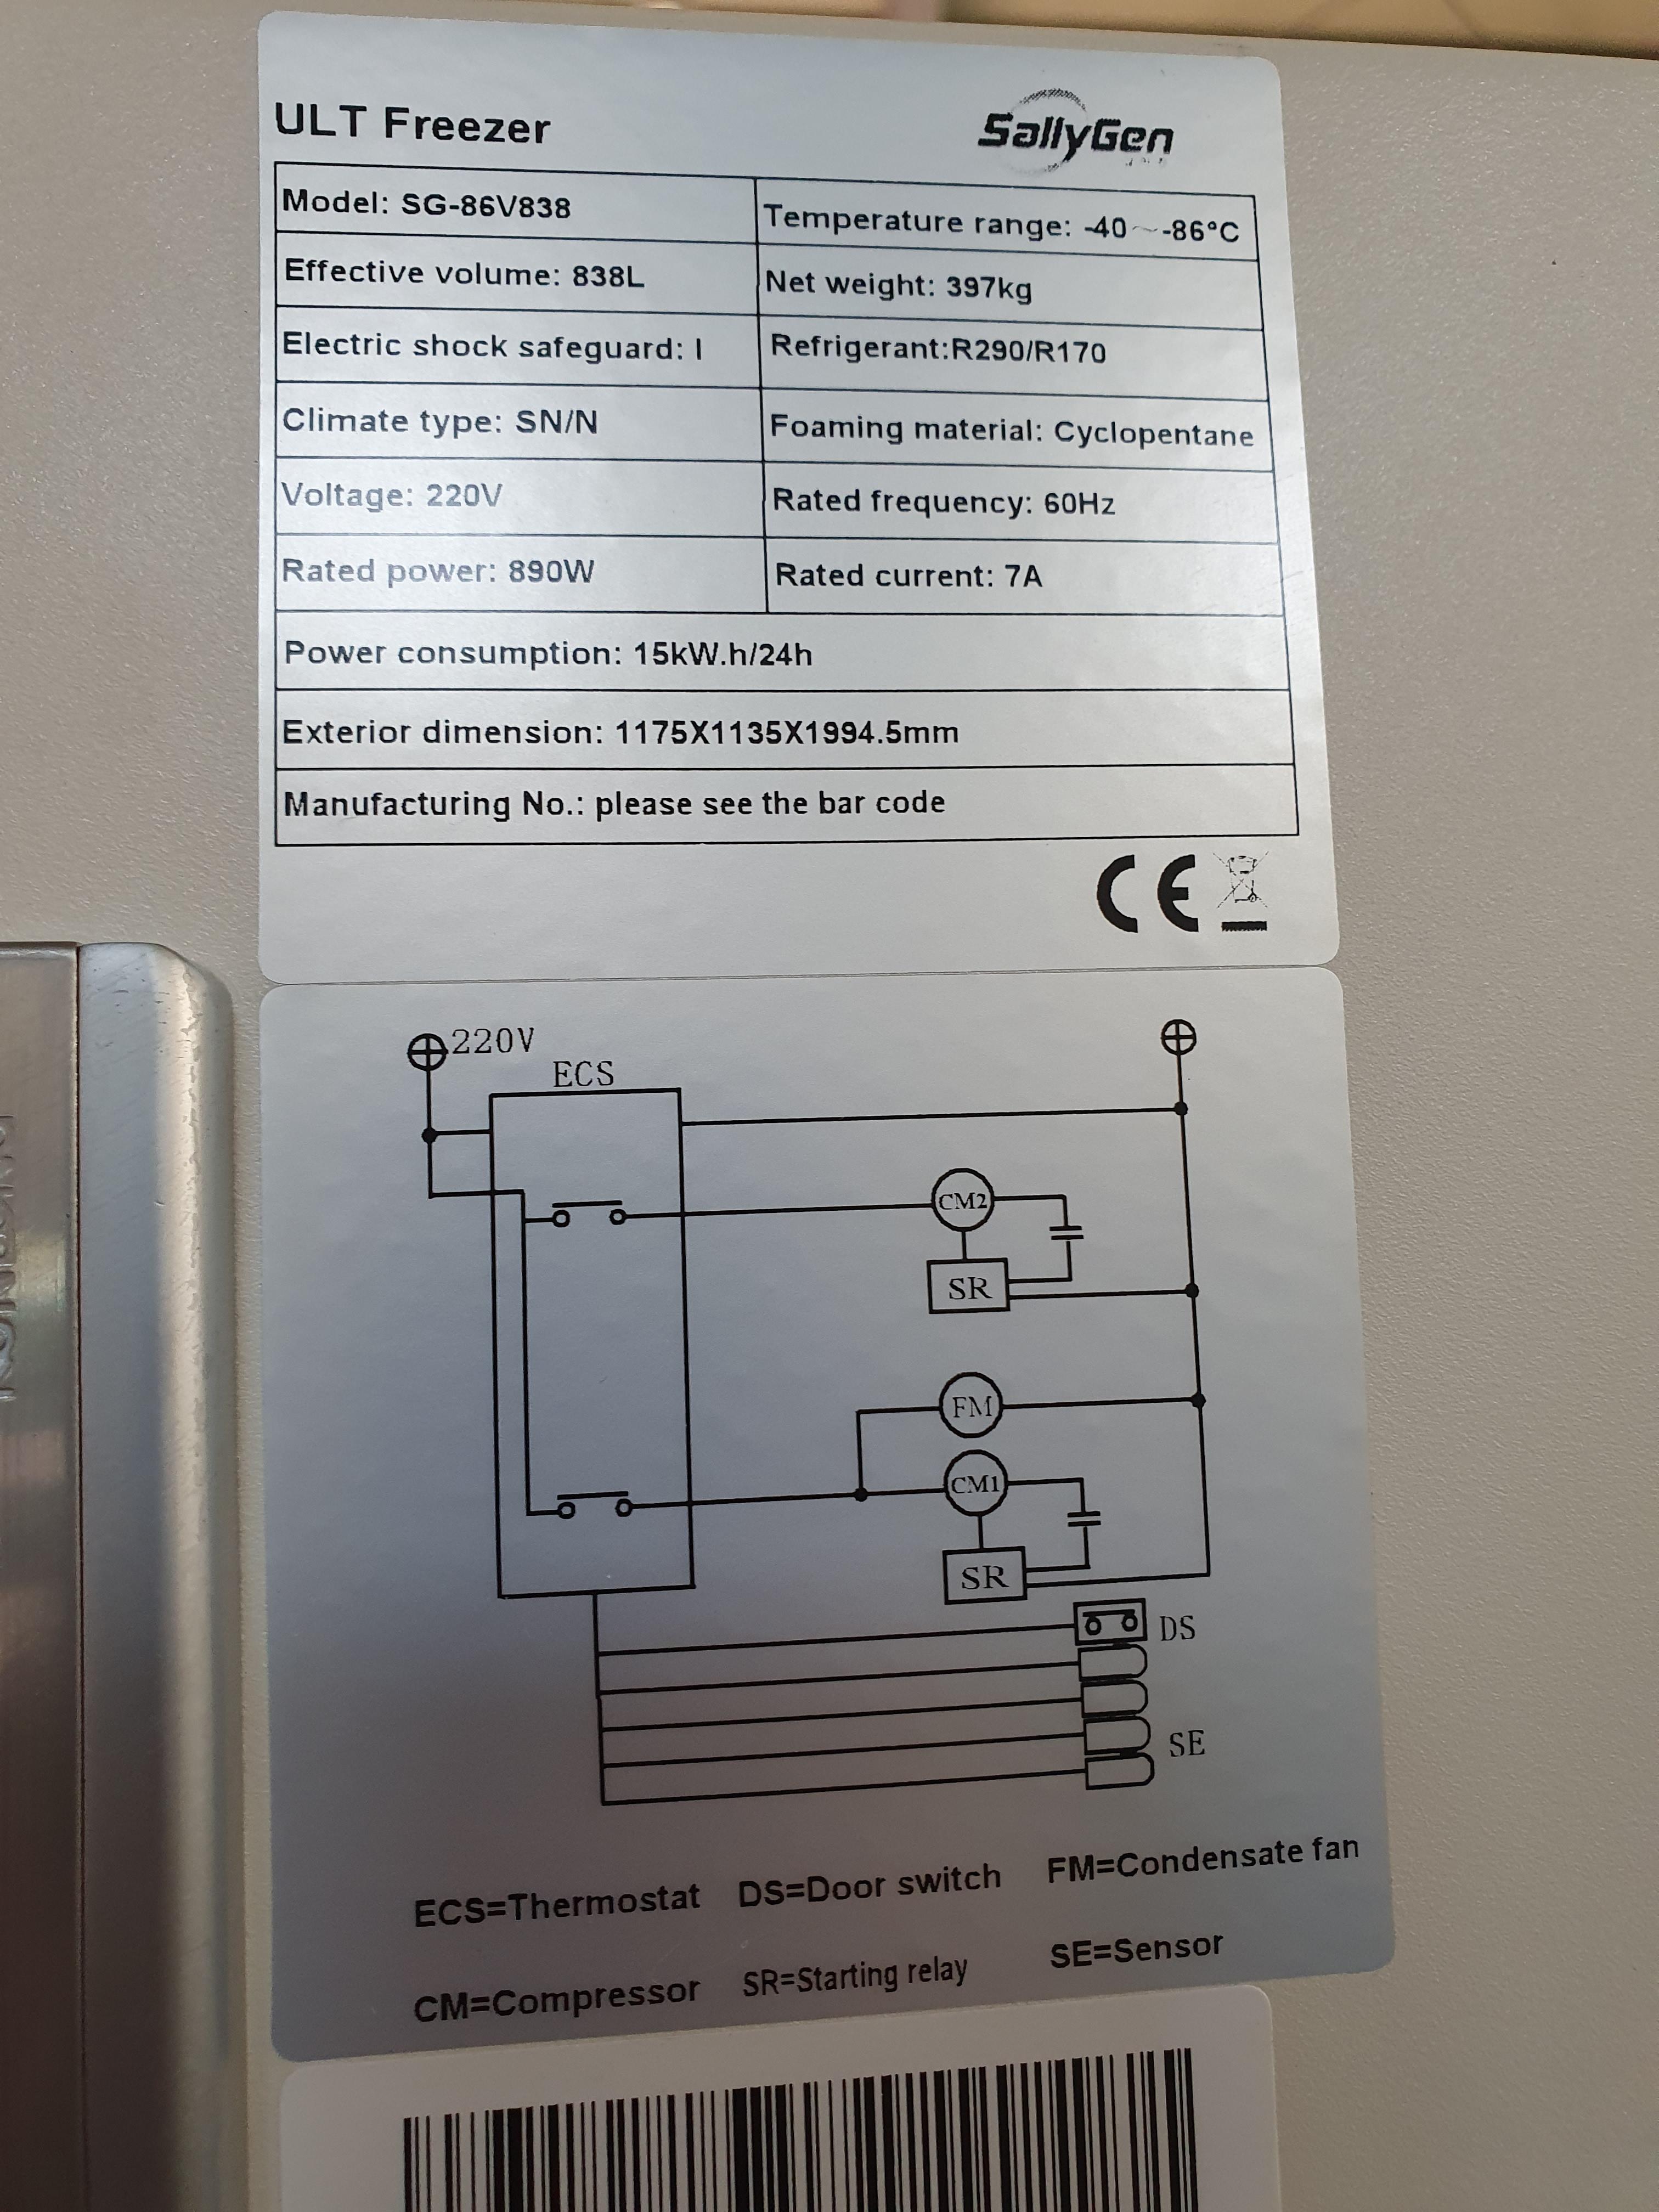 ULT Freezer
SallyGen
Model: SG-86V838
Temperature range: -40~-86°C
Effective volume: 838L
Net weight: 397kg
Electric shock safeguard: I
Refrigerant:R290/R170
Climate type: SN/N
Foaming material: Cyclopentane
Voltage: 220V
Rated frequency: 60Hz
Rated power: 890W
Rated current: 7A
Power consumption: 15kW.h/24h
Exterior dimension: 1175X1135X1994.5mm
Manufacturing No.: please see the bar code
CE
220V
ECS
CM2
SR
FM
CM1
SR
DS
SE
ECS=Thermostat DS=Door switch FM=Condensate fan
CM=Compressor SR=Starting relay SE=Sensor